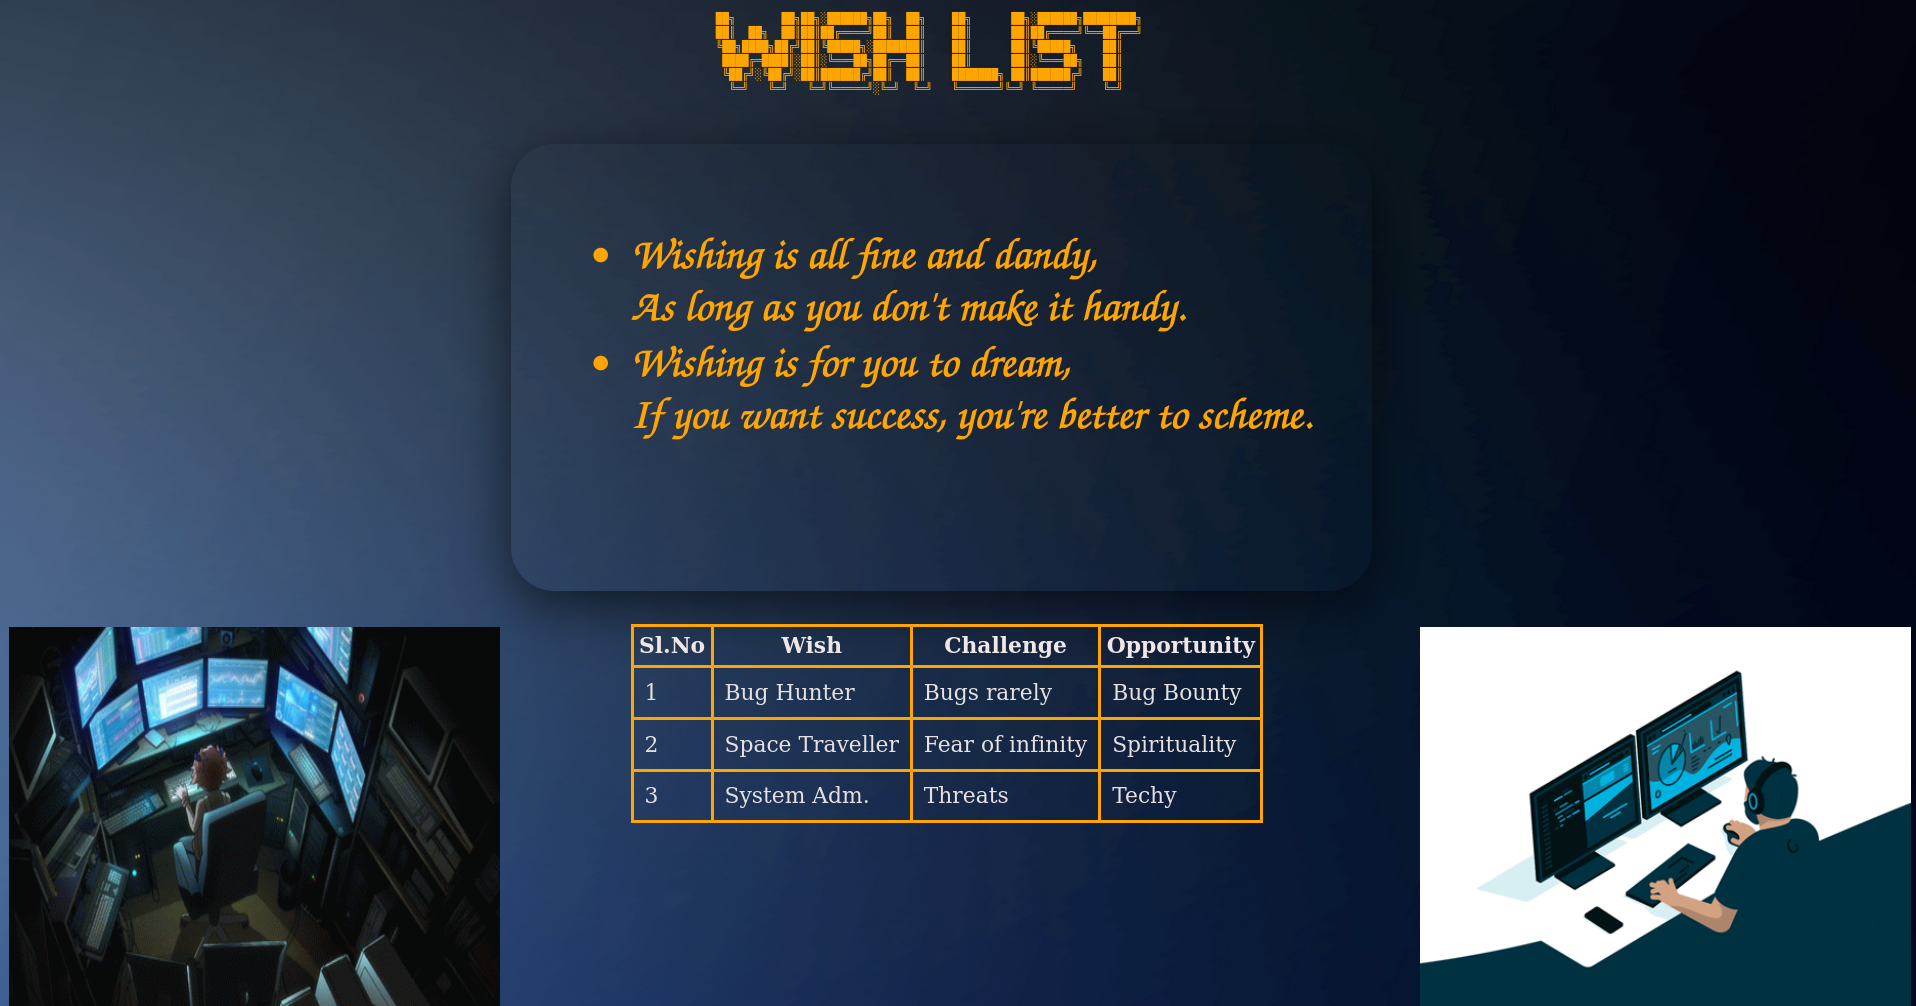 WISH LIST
• Wishing is all fine and dandy,
As long as you don't make it handy.
• Wishing is for you to dream,
If you want success, you're better to scheme.
Sl.No Wish Challenge Opportunity
1 Bug Hunter Bugs rarely Bug Bounty
2 Space Traveller Fear of infinity Spirituality
3 System Adm. Threats Techy